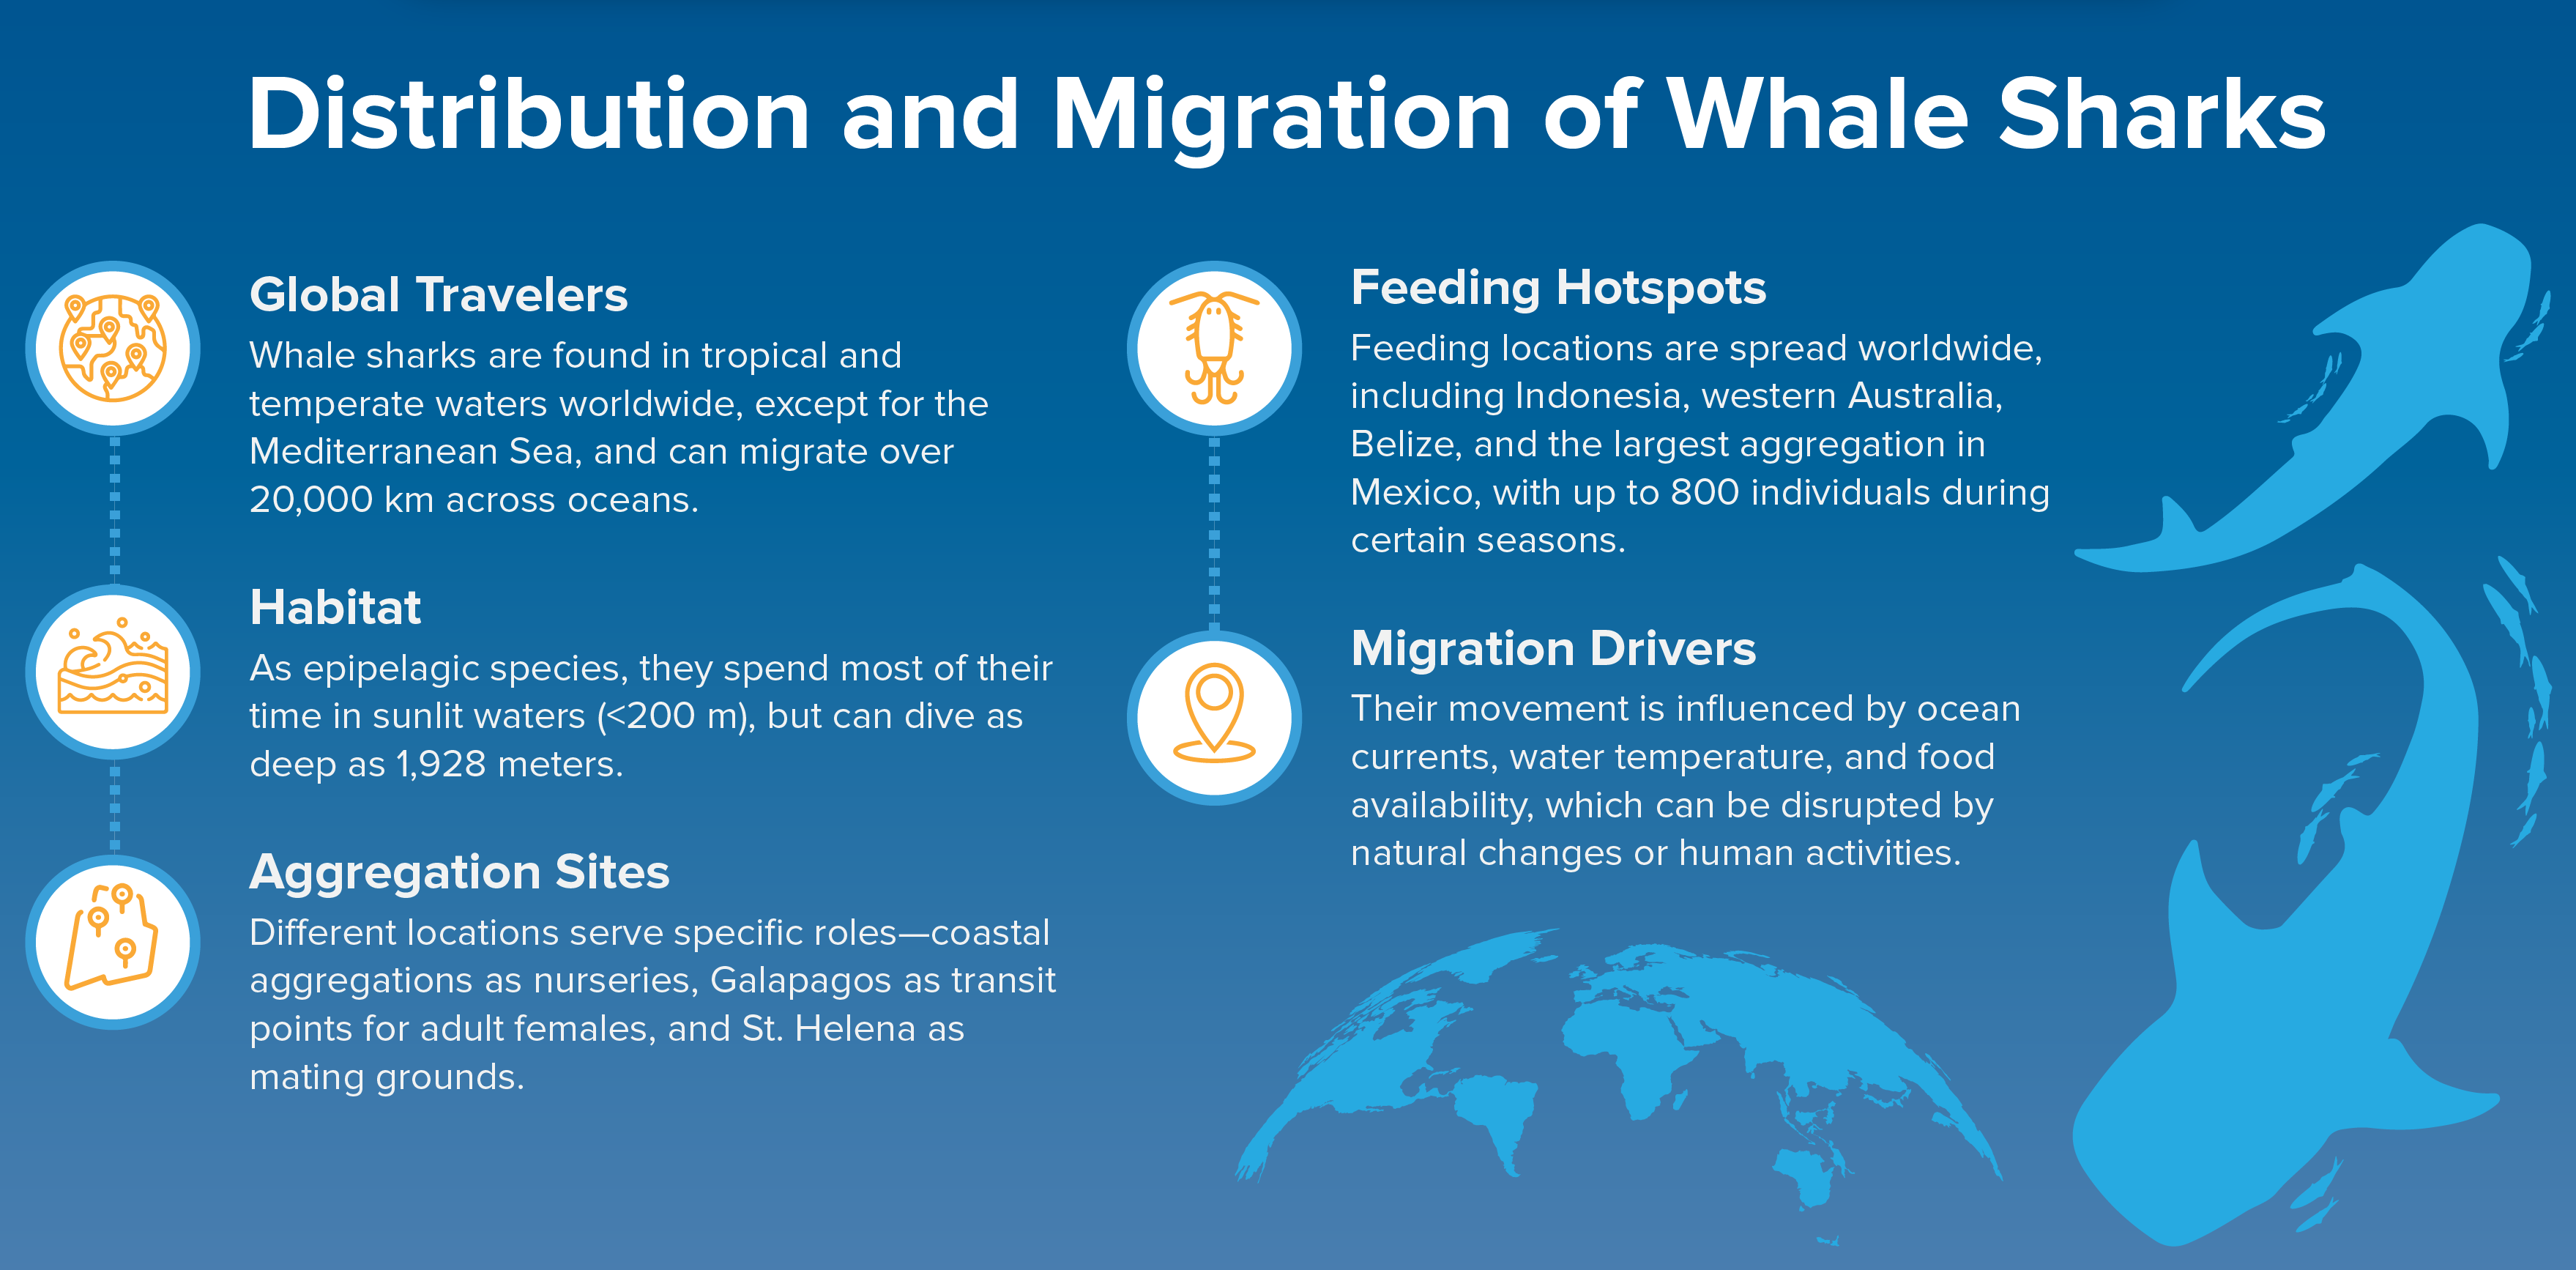 Distribution and Migration of Whale Sharks
Global Travelers
Whale sharks are found in tropical and
temperate waters worldwide, except for the
Mediterranean Sea, and can migrate over
20,000 km across oceans.
Habitat
As epipelagic species, they spend most of their
time in sunlit waters (<200 m), but can dive as
deep as 1,928 meters.
Aggregation Sites
Different locations serve specific roles—coastal
aggregations as nurseries, Galapagos as transit
points for adult females, and St. Helena as
mating grounds.
Feeding Hotspots
Feeding locations are spread worldwide,
including Indonesia, western Australia,
Belize, and the largest aggregation in
Mexico, with up to 800 individuals during
certain seasons.
Migration Drivers
Their movement is influenced by ocean
currents, water temperature, and food
availability, which can be disrupted by
natural changes or human activities.